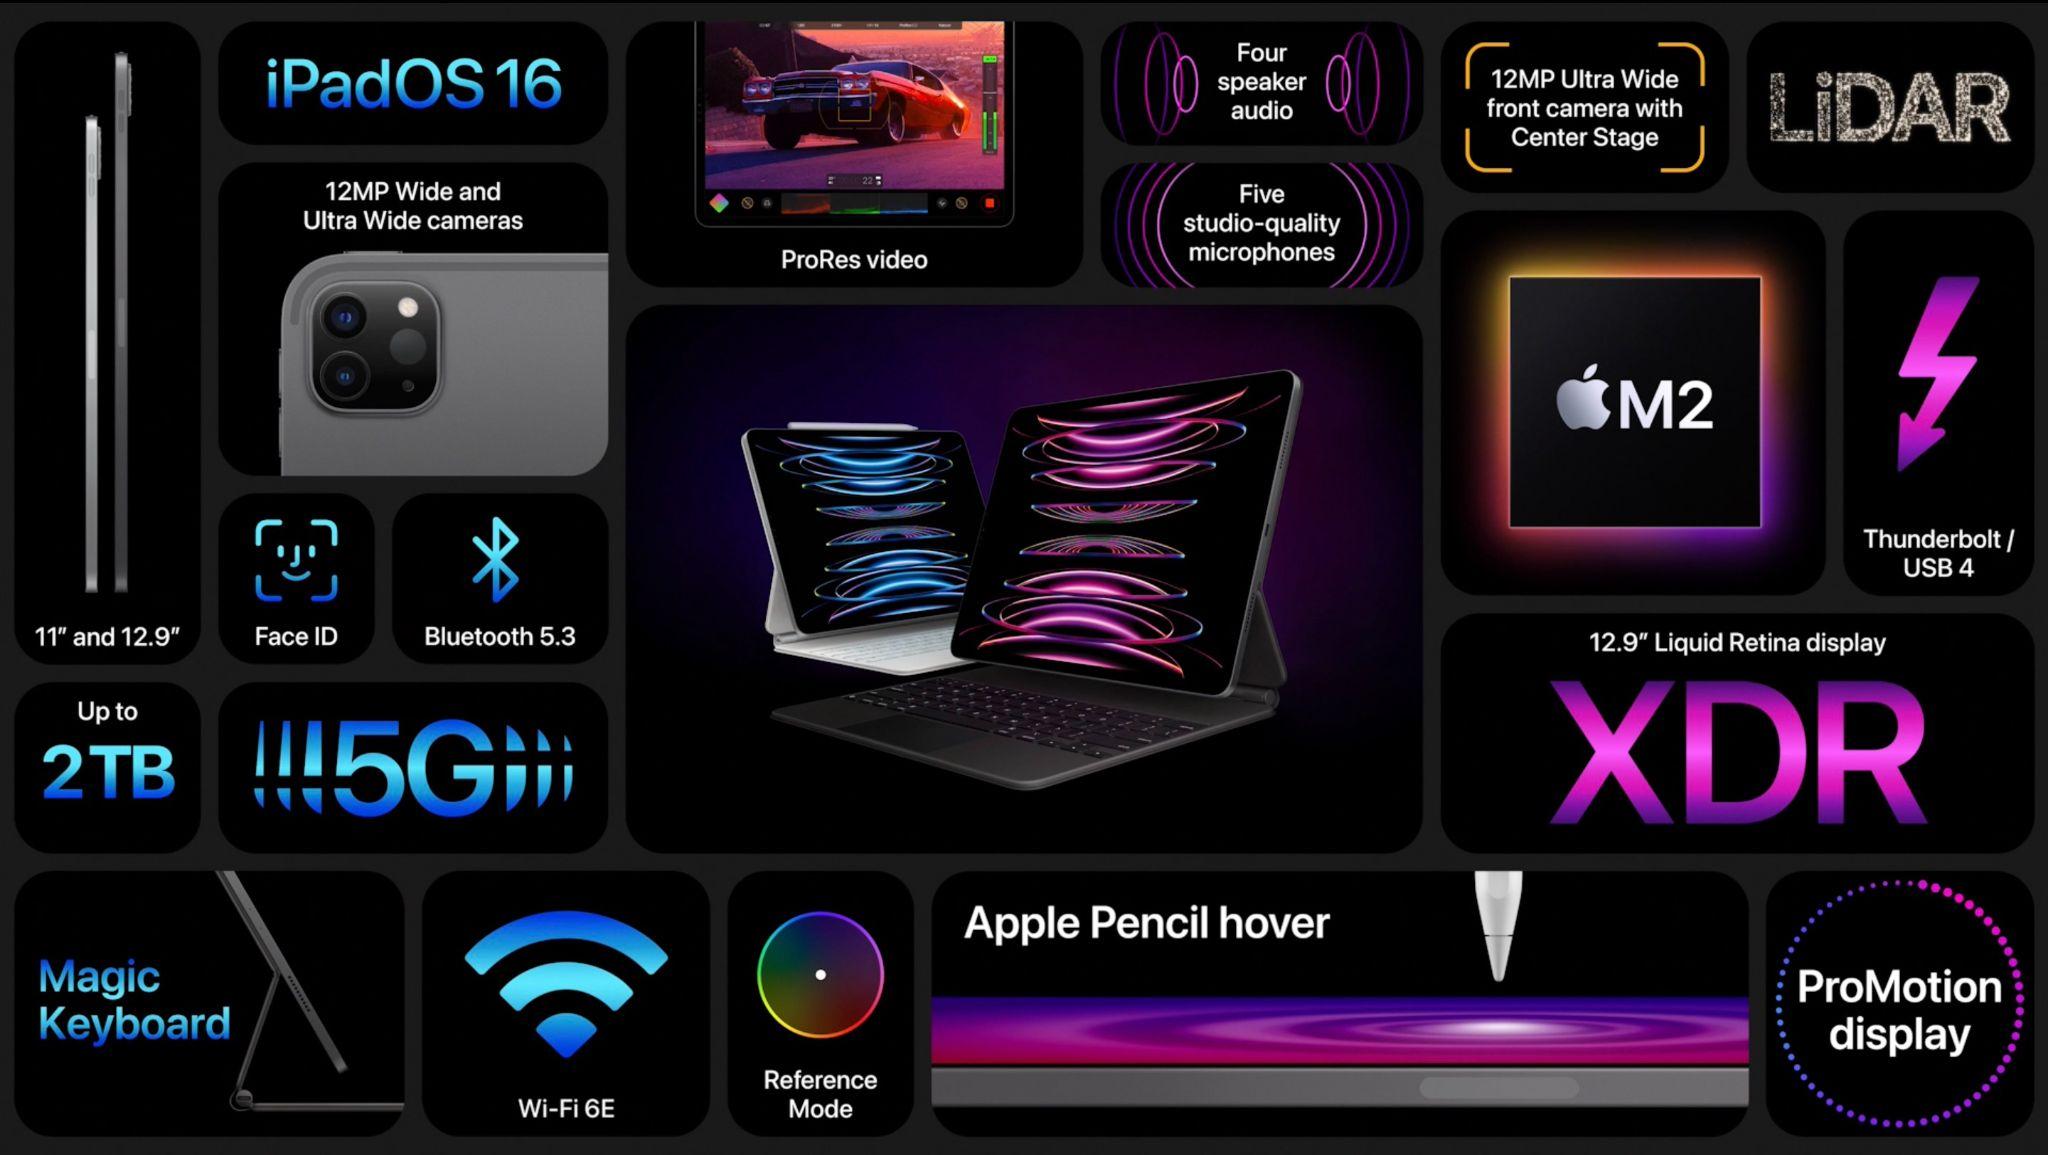 iPadOS 16
12MP Wide and
Ultra Wide cameras
11” and 12.9”
Face ID
Bluetooth 5.3
Up to
2TB
5G
ProRes video
Four
speaker
audio
Five
studio-quality
microphones
12MP Ultra Wide
front camera with
Center Stage
LiDAR
M2
Thunderbolt /
USB 4
12.9” Liquid Retina display
XDR
Magic
Keyboard
Wi-Fi 6E
Reference
Mode
Apple Pencil hover
ProMotion
display